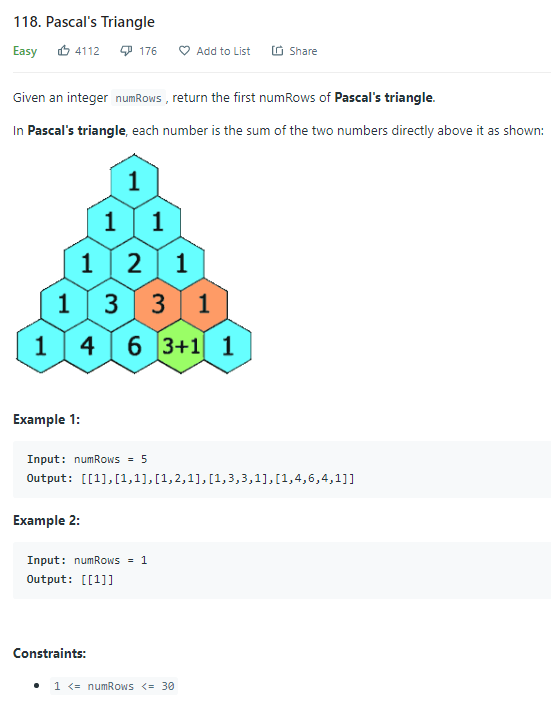 118. Pascal's Triangle
Easy 4112 176 Add to List Share
Given an integer numRows , return the first numRows of Pascal's triangle.
In Pascal's triangle, each number is the sum of the two numbers directly above it as shown:
1
1 1
1 2 1
1 3 3 1
1 4 6 3+1 1
Example 1:
Input: numRows = 5
Output: [[1],[1,1],[1,2,1],[1,3,3,1],[1,4,6,4,1]]
Example 2:
Input: numRows = 1
Output: [[1]]
Constraints:
• 1 <= numRows <= 30